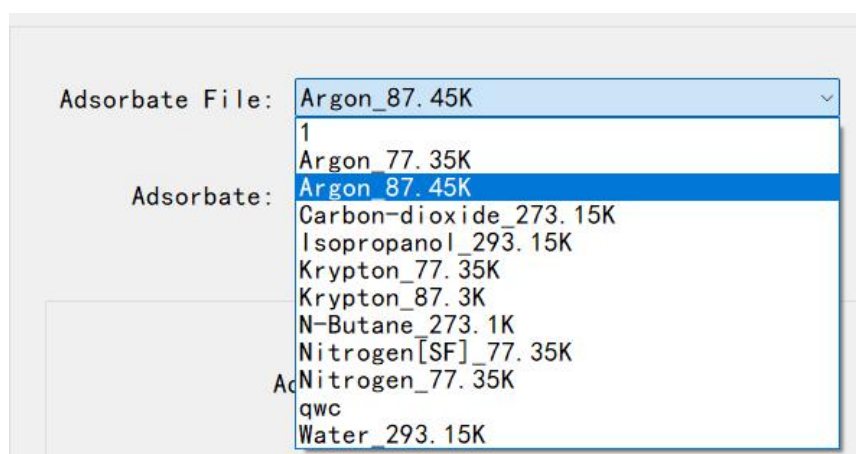 Adsorbate File: Argon_87.45K
1
Argon_77.35K
Adsorbate: Argon_87.45K
Carbon-dioxide_273.15K
Isopropanol_293.15K
Krypton_77.35K
Krypton_87.3K
N-Butane_273.1K
Nitrogen[SF]_77.35K
Ad Nitrogen_77.35K
qwc
Water_293.15K